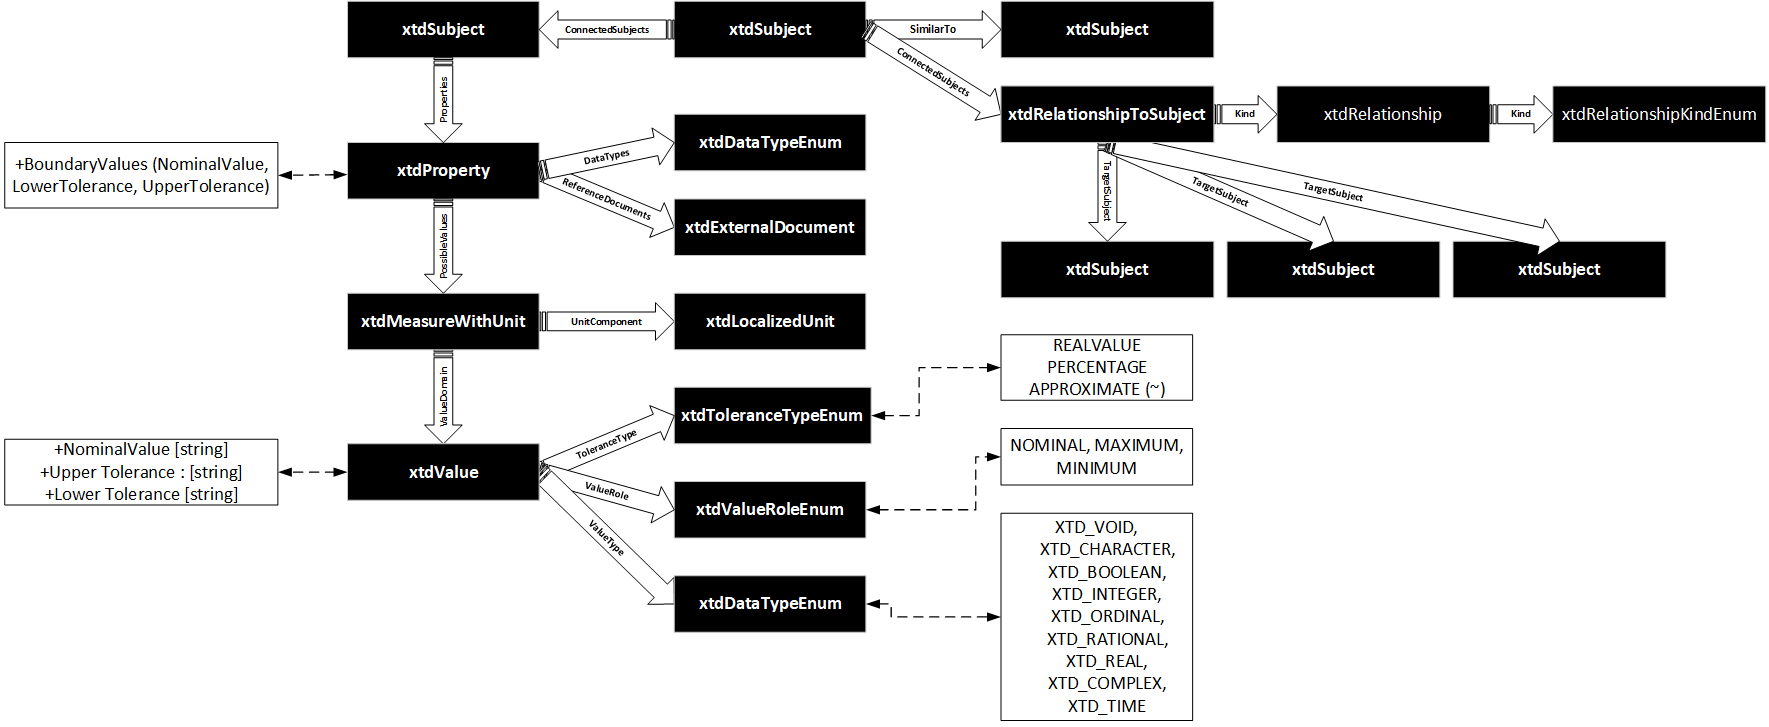 xtdSubject
ConnectedSubjects
xtdSubject
SimilarTo
xtdSubject
ConnectedSubjects
Properties
xtdRelationshipToSubject
Kind
xtdRelationship
Kind
xtdRelationshipKindEnum
+BoundaryValues (NominalValue,
LowerTolerance, UpperTolerance)
xtdProperty
DataTypes
xtdDataTypeEnum
ReferenceDocuments
xtdExternalDocument
TargetSubject
TargetSubject
TargetSubject
xtdSubject
xtdSubject
xtdSubject
PossibleValues
xtdMeasureWithUnit
UnitComponent
xtdLocalizedUnit
ValueDomain
REALVALUE
PERCENTAGE
APPROXIMATE (~)
xtdToleranceTypeEnum
ToleranceType
+NominalValue [string]
+Upper Tolerance : [string]
+Lower Tolerance [string]
xtdValue
NOMINAL, MAXIMUM,
MINIMUM
ValueRole
xtdValueRoleEnum
ValueType
xtdDataTypeEnum
XTD_VOID,
XTD_CHARACTER,
XTD_BOOLEAN,
XTD_INTEGER,
XTD_ORDINAL,
XTD_RATIONAL,
XTD_REAL,
XTD_COMPLEX,
XTD_TIME